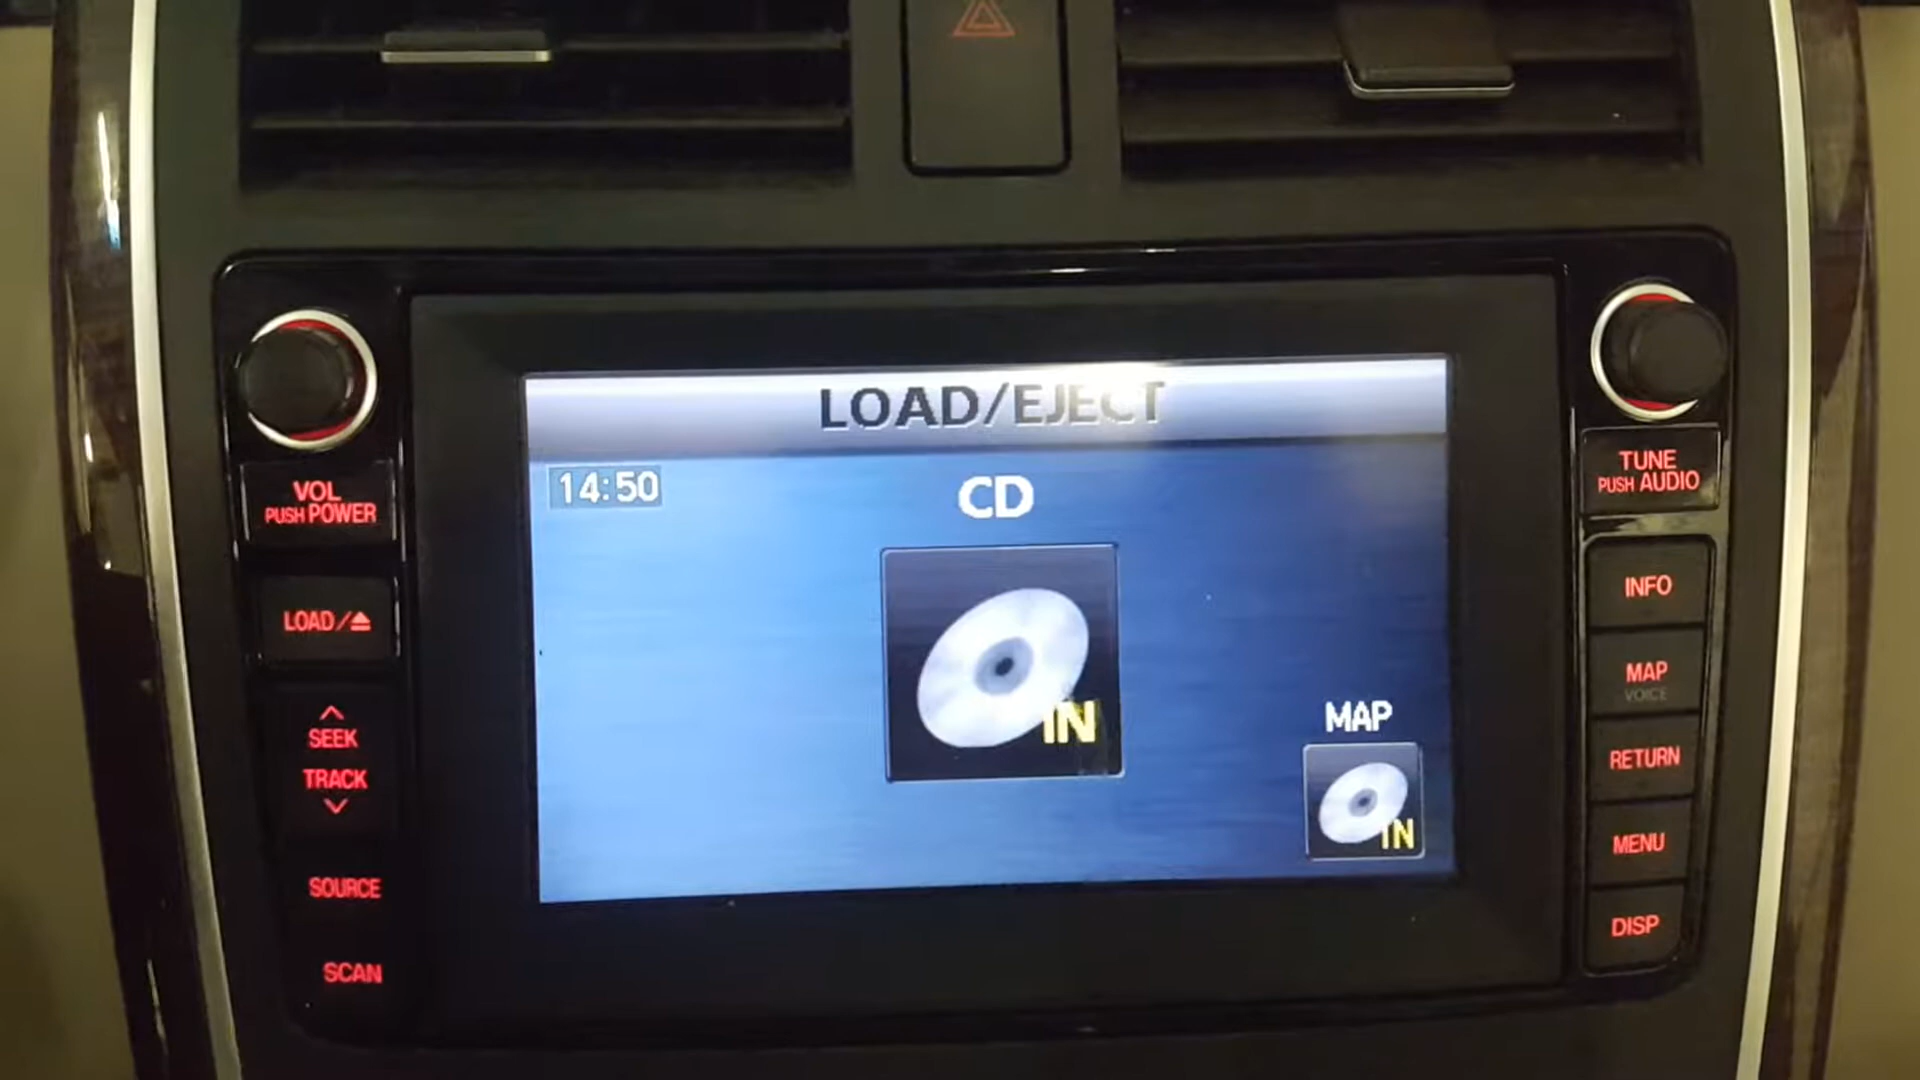 LOAD/EJECT
14:50
CD
IN
MAP
IN
VOL
PUSH POWER
LOAD/⏏
SEEK
TRACK
SOURCE
SCAN
TUNE
PUSH AUDIO
INFO
MAP
VOICE
RETURN
MENU
DISP